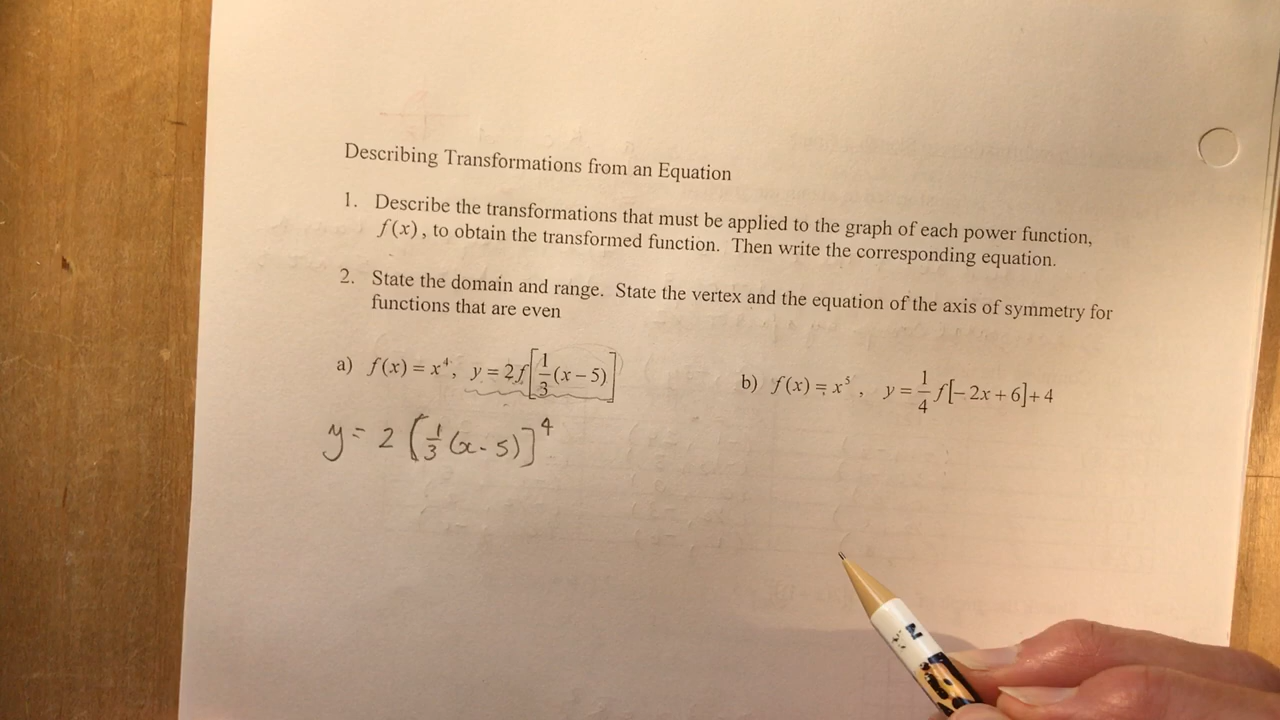 Describing Transformations from an Equation
1. Describe the transformations that must be applied to the graph of each power function,
f(x), to obtain the transformed function. Then write the corresponding equation.
2. State the domain and range. State the vertex and the equation of the axis of symmetry for
functions that are even
a) f(x) = x⁴, y = 2f[1/3(x − 5)]
b) f(x) = x⁵, y = 1/4 f[−2x + 6] + 4
y = 2[1/3(x - 5)]⁴